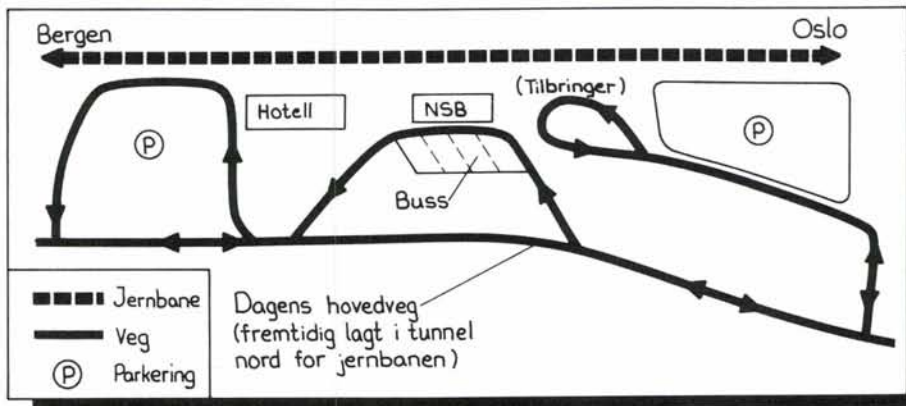 Bergen
Oslo
(Tilbringer)
Hotell
NSB
P
P
Buss
Jernbane
Veg
P Parkering
Dagens hovedveg
(fremtidig lagt i tunnel
nord for jernbanen)